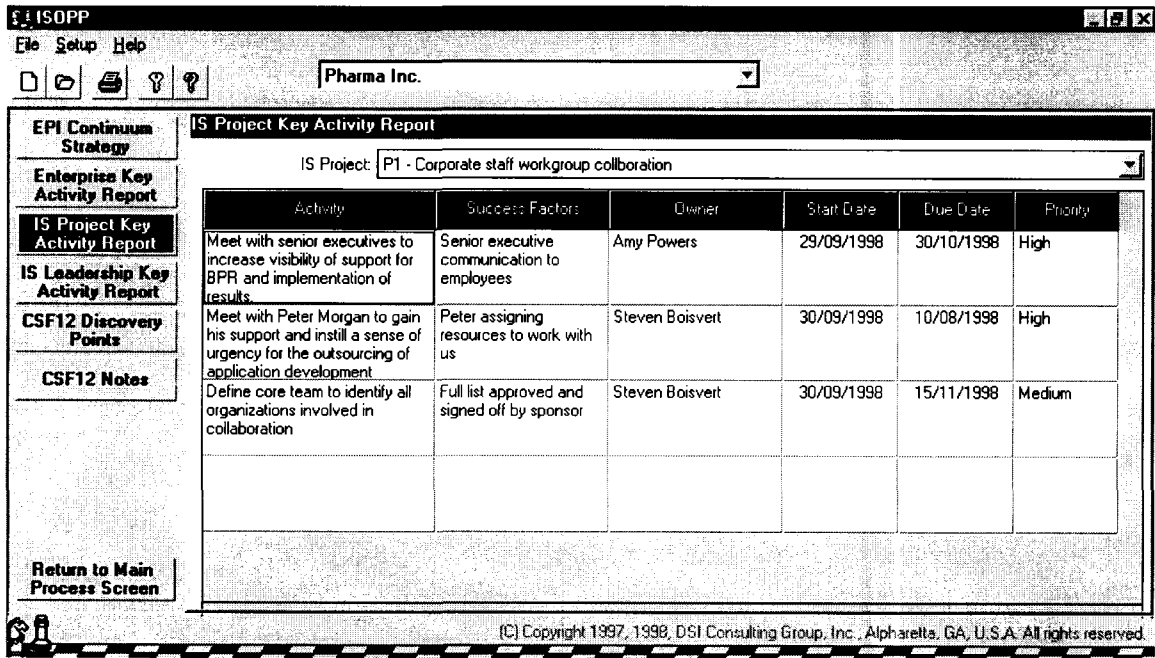 ISOPP
File Setup Help
Pharma Inc.
EPI Continuum
Strategy
Enterprise Key
Activity Report
IS Project Key
Activity Report
IS Leadership Key
Activity Report
CSF12 Discovery
Points
CSF12 Notes
Return to Main
Process Screen
IS Project Key Activity Report
IS Project: P1 - Corporate staff workgroup collboration
Activity Success Factors Owner Start Date Due Date Priority
Meet with senior executives to Senior executive Amy Powers 29/09/1998 30/10/1998 High
increase visibility of support for communication to
BPR and implementation of employees
results.
Meet with Peter Morgan to gain Peter assigning Steven Boisvert 30/09/1998 10/08/1998 High
his support and instill a sense of resources to work with
urgency for the outsourcing of us
application development
Define core team to identify all Full list approved and Steven Boisvert 30/09/1998 15/11/1998 Medium
organizations involved in signed off by sponsor
collaboration
(C) Copyright 1997, 1998, DSI Consulting Group, Inc., Alpharetta, GA, U.S.A. All rights reserved.